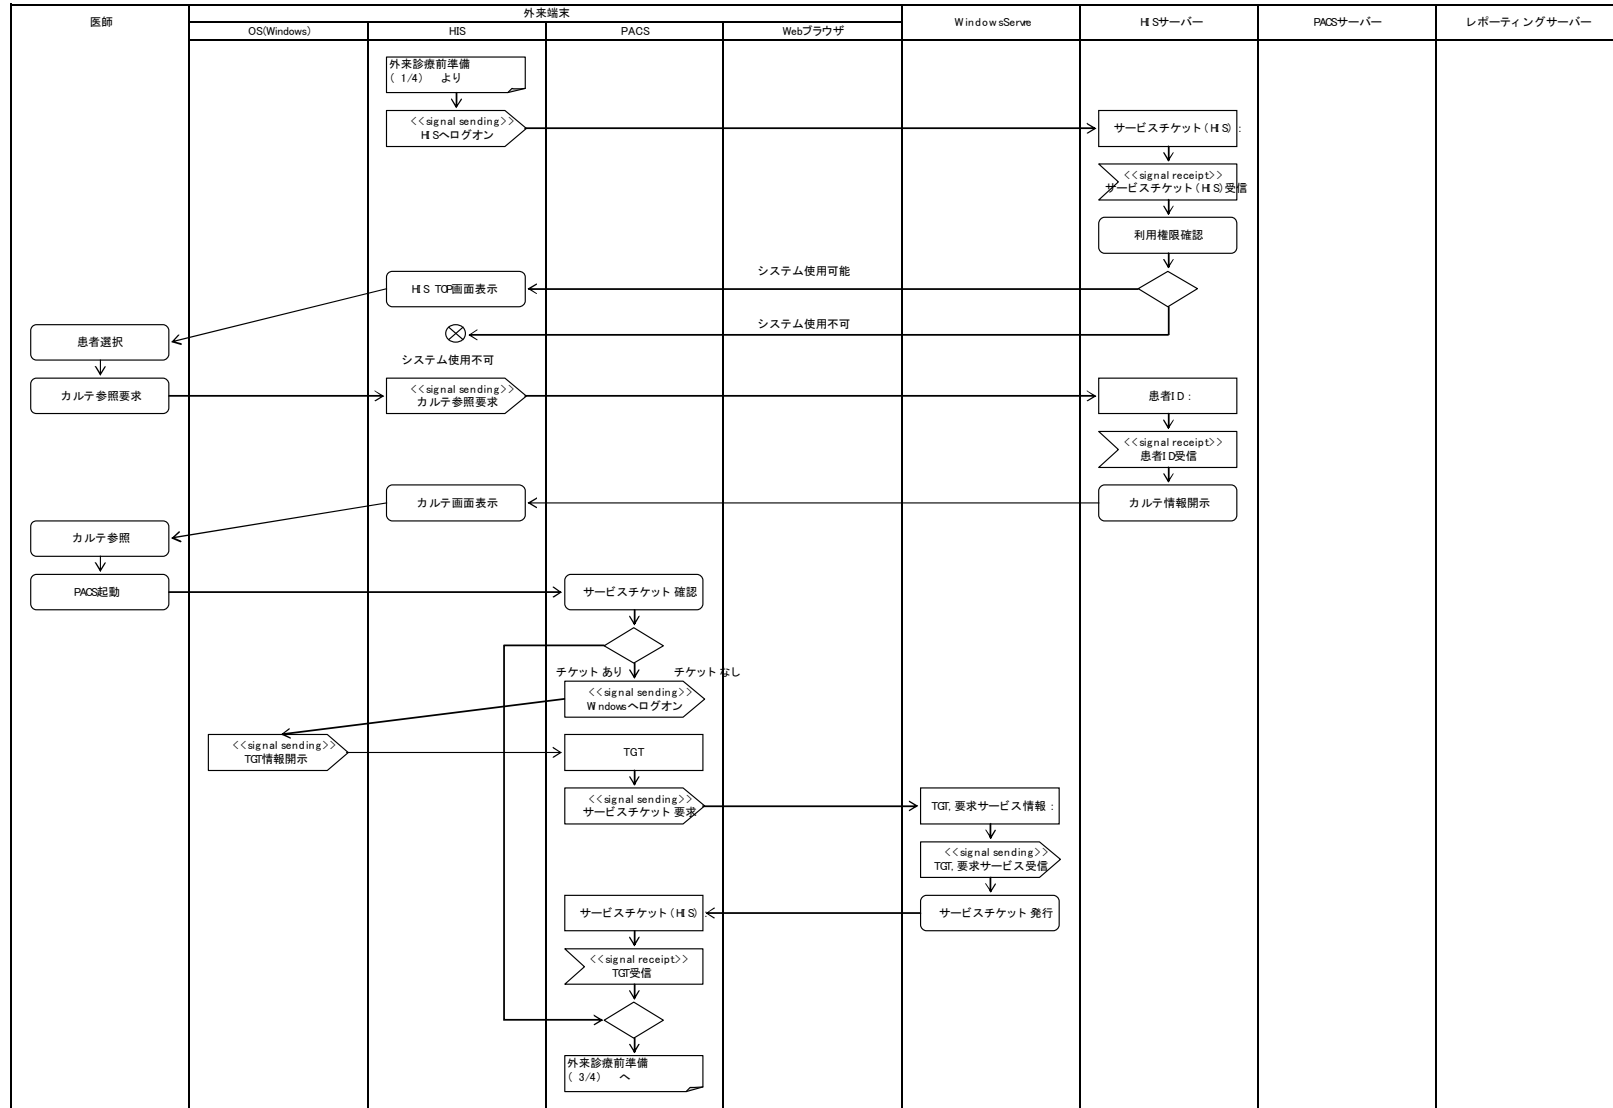 医師
外来端末
OS(Windows)
HIS
PACS
Webブラウザ
WindowsServre
HISサーバー
PACSサーバー
レポーティングサーバー
外来診療前準備
( 1/4) より
<<signal sending>>
HISへログオン
サービスチケット(HIS) :
<<signal receipt>>
サービスチケット(HIS)受信
利用権限確認
システム使用可能
HIS TOP画面表示
システム使用不可
システム使用不可
患者選択
カルテ参照要求
<<signal sending>>
カルテ参照要求
患者ID :
<<signal receipt>>
患者ID受信
カルテ画面表示
カルテ情報開示
カルテ参照
PACS起動
サービスチケット 確認
チケット あり
チケット なし
<<signal sending>>
Windowsへログオン
<<signal sending>>
TGT情報開示
TGT
<<signal sending>>
サービスチケット 要求
TGT, 要求サービス情報 :
<<signal sending>>
TGT, 要求サービス受信
サービスチケット(HIS) :
サービスチケット 発行
<<signal receipt>>
TGT受信
外来診療前準備
( 3/4) へ